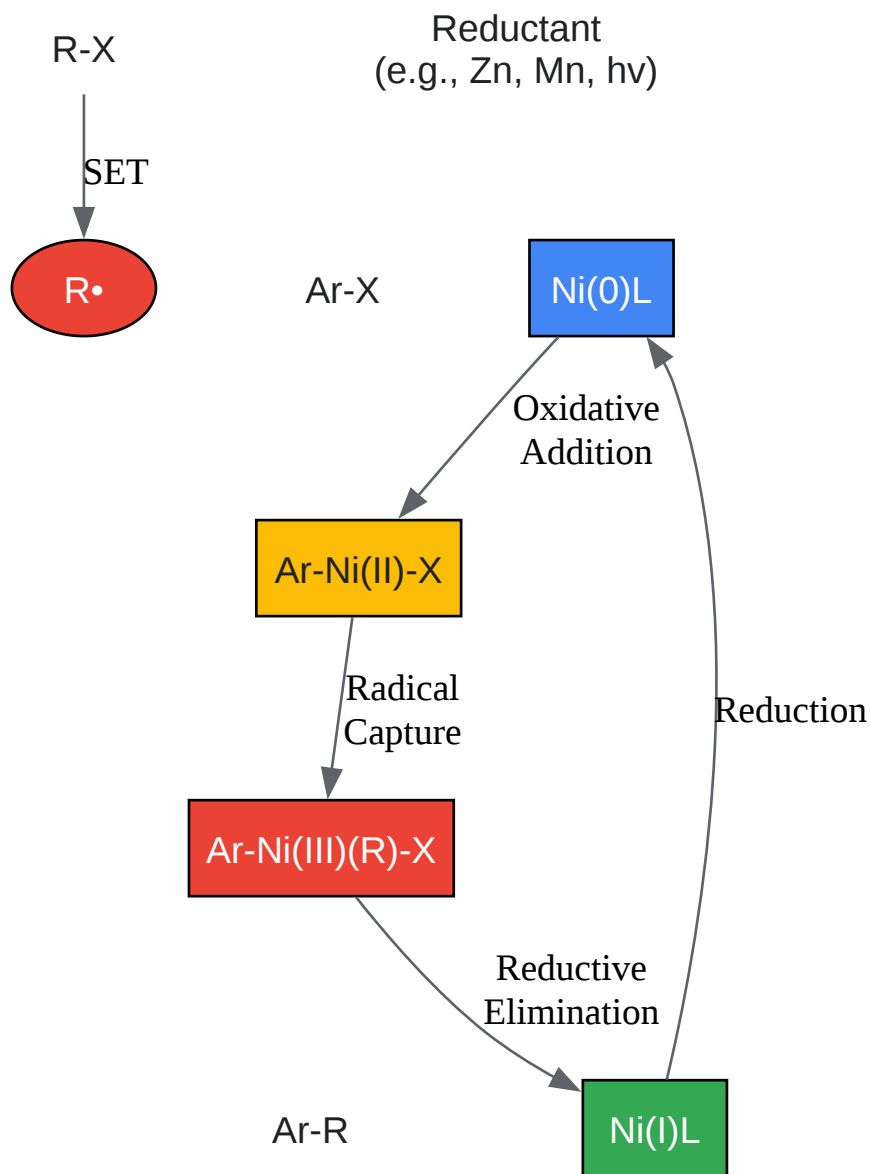 R-X
Reductant
(e.g., Zn, Mn, hv)
SET
R•
Ar-X
Ni(0)L
Oxidative
Addition
Ar-Ni(II)-X
Radical
Capture
Reduction
Ar-Ni(III)(R)-X
Reductive
Elimination
Ar-R
Ni(I)L